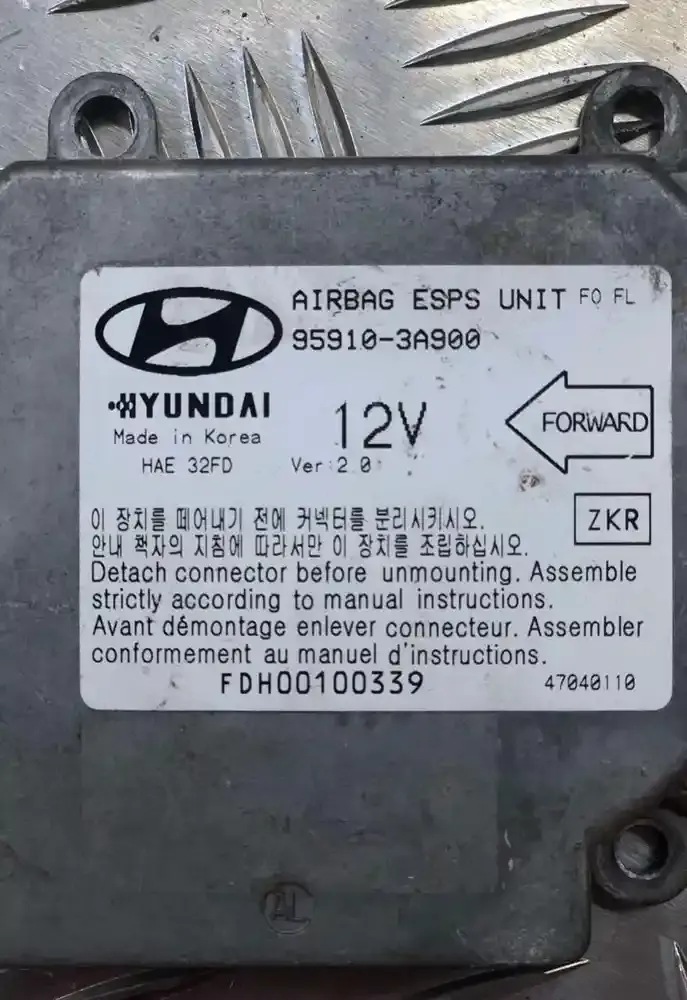 AIRBAG ESPS UNIT FO FL
95910-3A900
HYUNDAI
Made in Korea
HAE 32FD
12V
Ver:2.0
FORWARD
ZKR
이 장치를 떼어내기 전에 커넥터를 분리시키시오.
안내 책자의 지침에 따라서만 이 장치를 조립하십시오.
Detach connector before unmounting. Assemble
strictly according to manual instructions.
Avant démontage enlever connecteur. Assembler
conformement au manuel d'instructions.
FDH00100339
47040110
AL